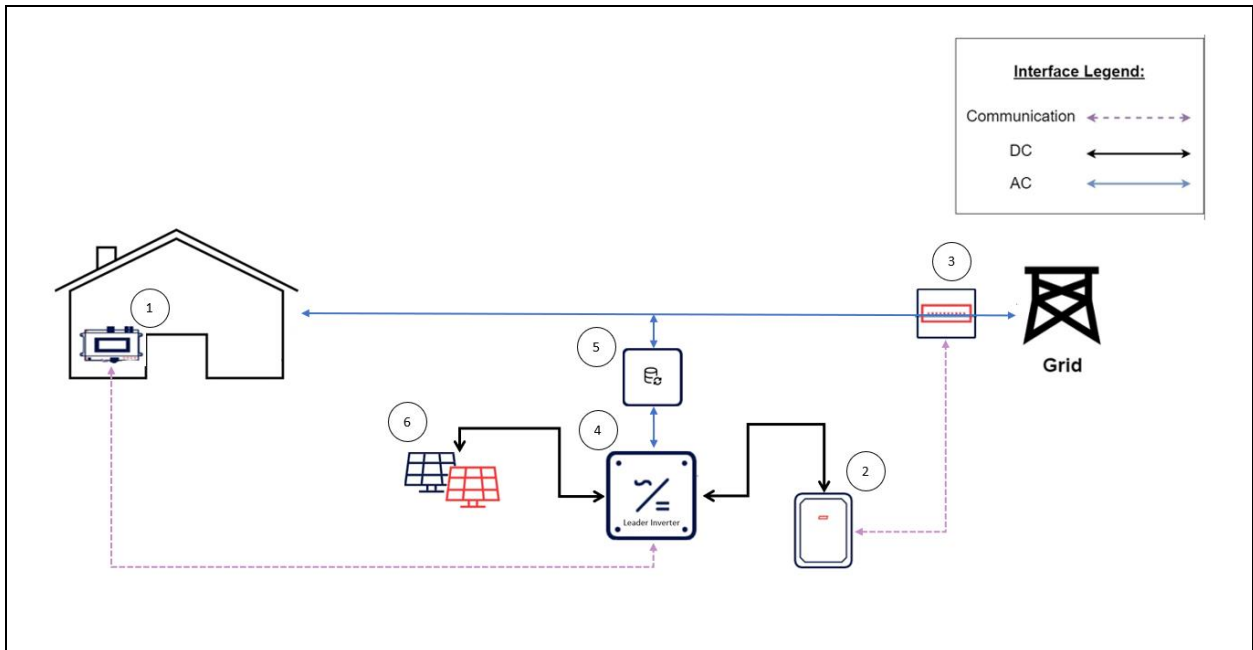 Interface Legend:
Communication
DC
AC
3
1
5
Grid
6
4
2
Leader Inverter